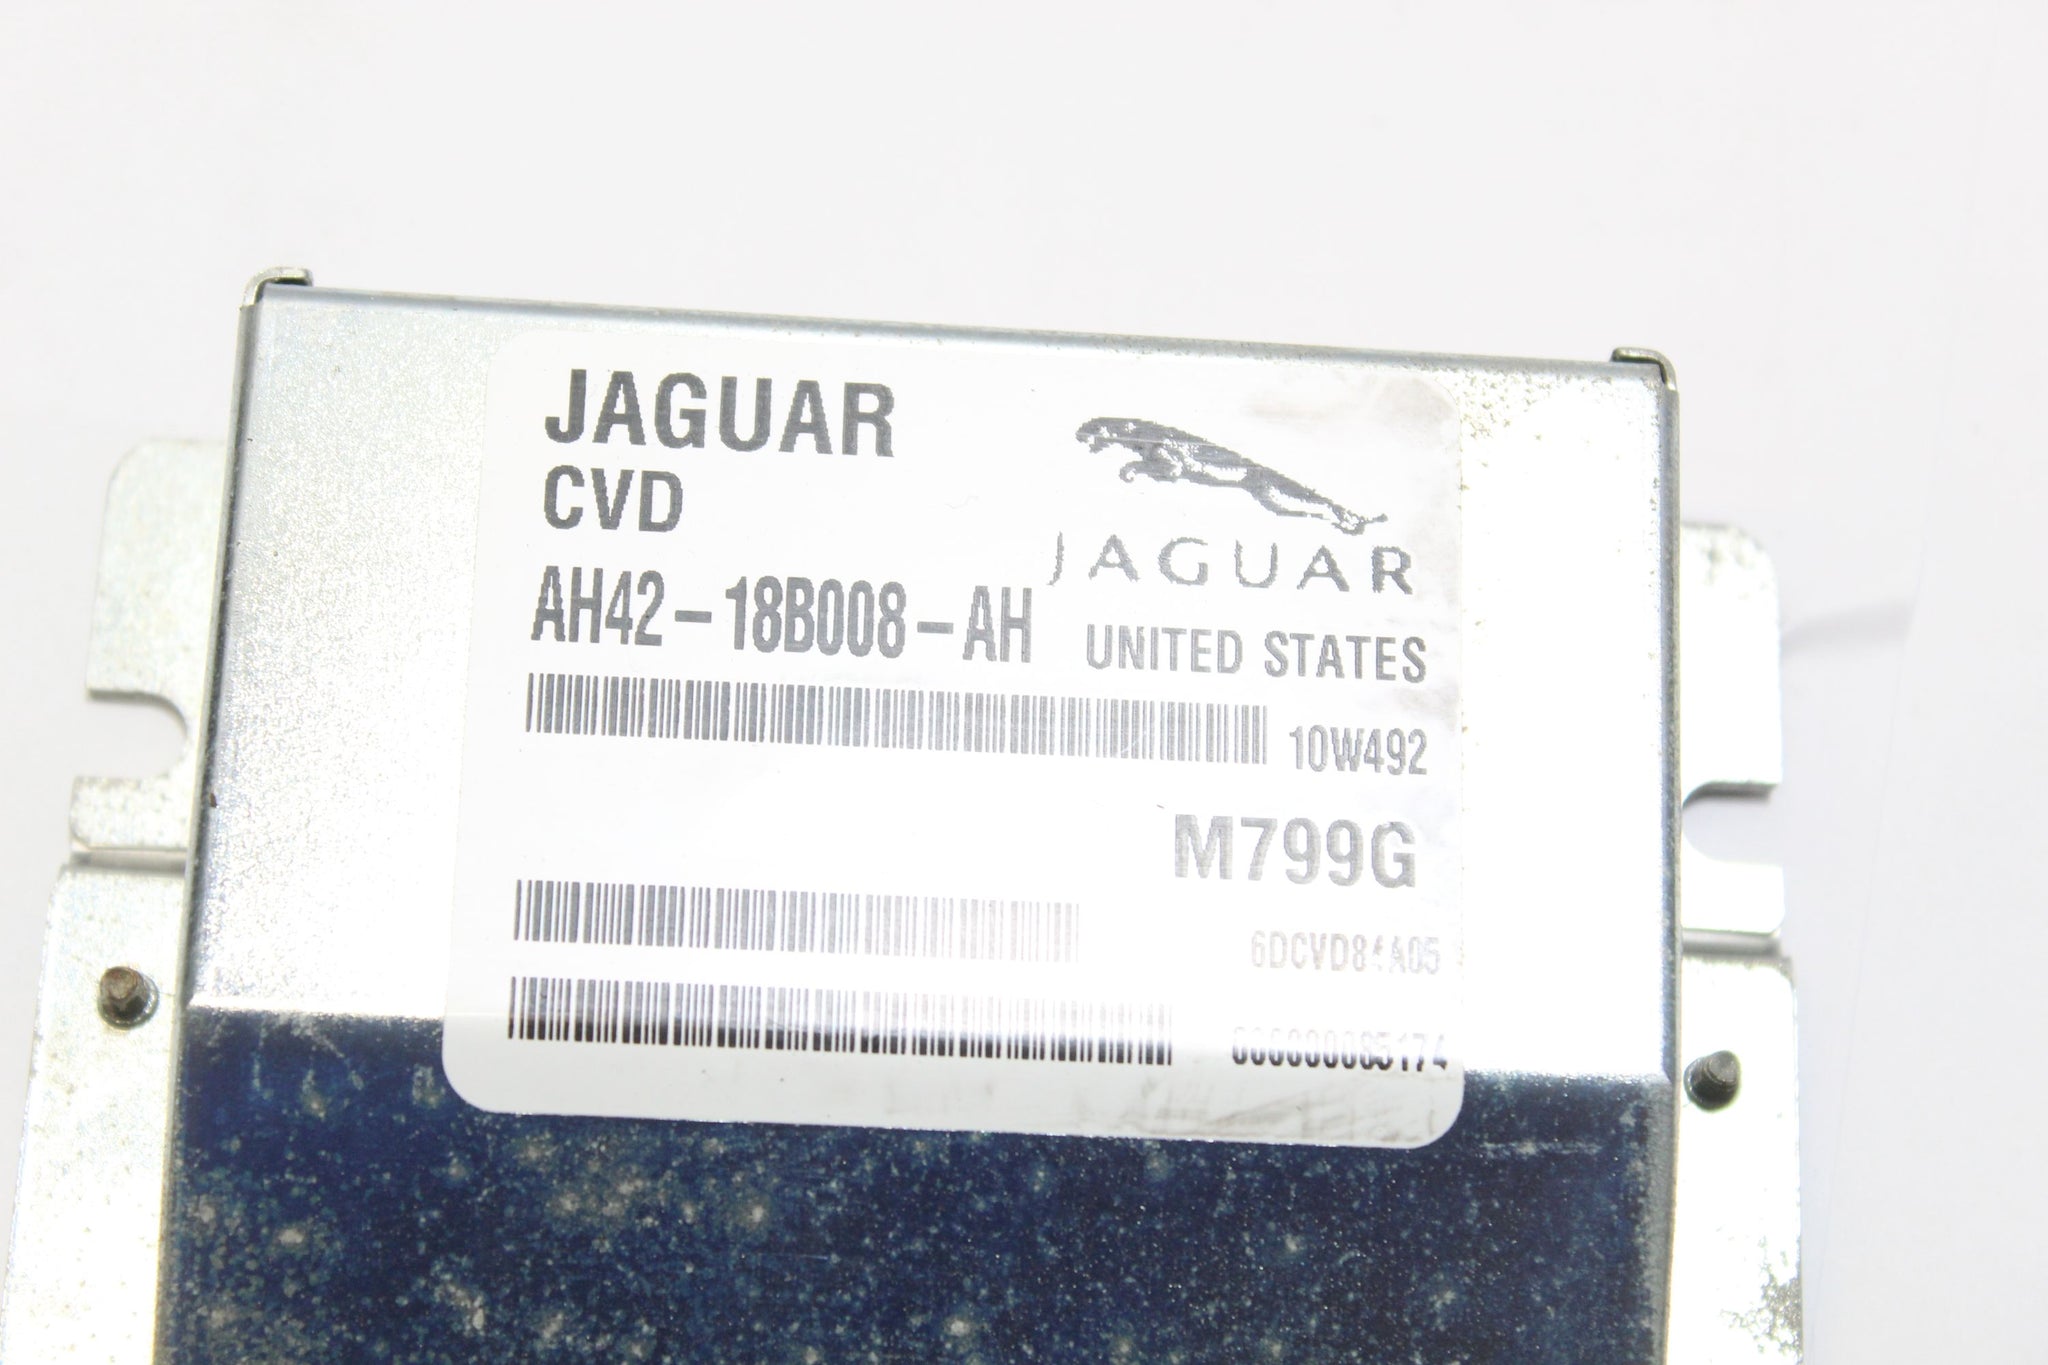 JAGUAR
CVD
JAGUAR
AH42-18B008-AH
UNITED STATES
10W492
M799G